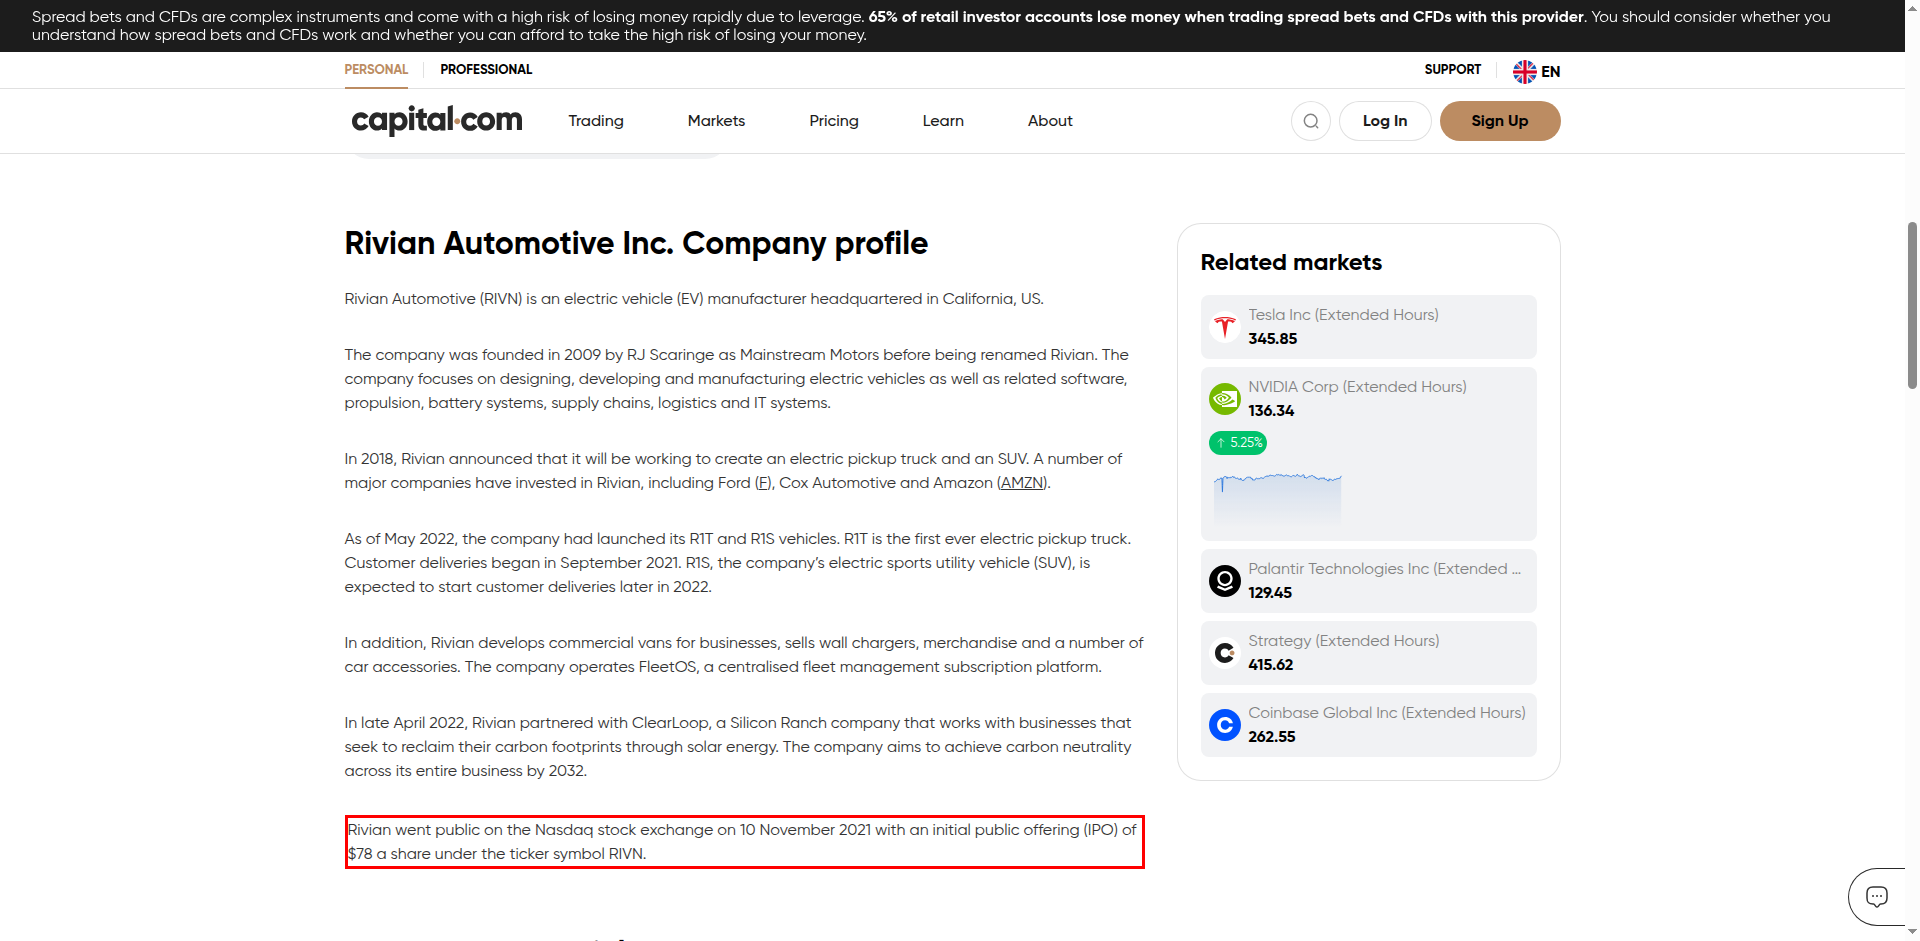 Spread bets and CFDs are complex instruments and come with a high risk of losing money rapidly due to leverage. 65% of retail investor accounts lose money when trading spread bets and CFDs with this provider. You should consider whether you
understand how spread bets and CFDs work and whether you can afford to take the high risk of losing your money.
PERSONAL PROFESSIONAL SUPPORT EN
capital.com Trading Markets Pricing Learn About Log In Sign Up
Rivian Automotive Inc. Company profile
Rivian Automotive (RIVN) is an electric vehicle (EV) manufacturer headquartered in California, US.
The company was founded in 2009 by RJ Scaringe as Mainstream Motors before being renamed Rivian. The
company focuses on designing, developing and manufacturing electric vehicles as well as related software,
propulsion, battery systems, supply chains, logistics and IT systems.
In 2018, Rivian announced that it will be working to create an electric pickup truck and an SUV. A number of
major companies have invested in Rivian, including Ford (F), Cox Automotive and Amazon (AMZN).
As of May 2022, the company had launched its R1T and R1S vehicles. R1T is the first ever electric pickup truck.
Customer deliveries began in September 2021. R1S, the company’s electric sports utility vehicle (SUV), is
expected to start customer deliveries later in 2022.
In addition, Rivian develops commercial vans for businesses, sells wall chargers, merchandise and a number of
car accessories. The company operates FleetOS, a centralised fleet management subscription platform.
In late April 2022, Rivian partnered with ClearLoop, a Silicon Ranch company that works with businesses that
seek to reclaim their carbon footprints through solar energy. The company aims to achieve carbon neutrality
across its entire business by 2032.
Rivian went public on the Nasdaq stock exchange on 10 November 2021 with an initial public offering (IPO) of
$78 a share under the ticker symbol RIVN.
Related markets
Tesla Inc (Extended Hours)
345.85
NVIDIA Corp (Extended Hours)
136.34
↑ 5.25%
Palantir Technologies Inc (Extended ...
129.45
Strategy (Extended Hours)
415.62
Coinbase Global Inc (Extended Hours)
262.55